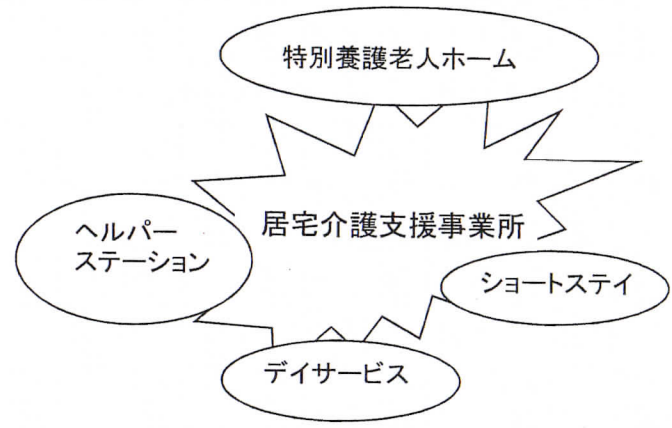 特別養護老人ホーム
居宅介護支援事業所
ヘルパー
ステーション
ショートステイ
デイサービス